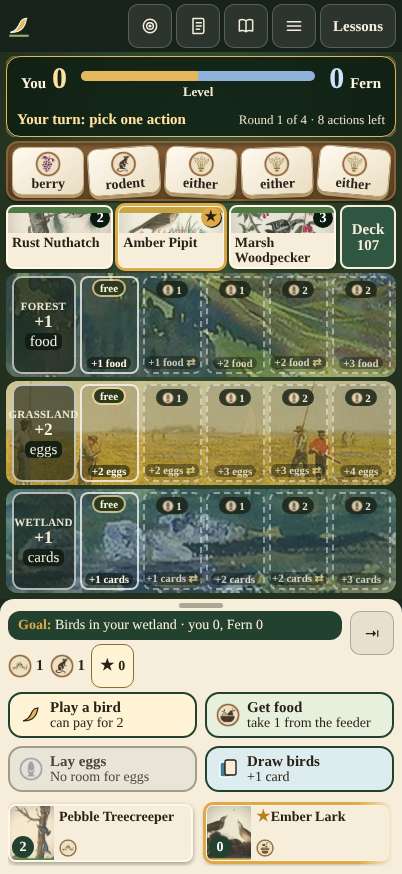 Lessons
You 0
0 Fern
Level
Your turn: pick one action
Round 1 of 4 · 8 actions left
berry
rodent
either
either
either
2
Rust Nuthatch
★
Amber Pipit
3
Marsh
Woodpecker
Deck
107
FOREST
+1
food
free
+1 food
1
+1 food ⇄
1
+2 food
2
+2 food ⇄
2
+3 food
GRASSLAND
+2
eggs
free
+2 eggs
1
+2 eggs ⇄
1
+3 eggs
2
+3 eggs ⇄
2
+4 eggs
WETLAND
+1
cards
free
+1 cards
1
+1 cards ⇄
1
+2 cards
2
+2 cards ⇄
2
+3 cards
Goal: Birds in your wetland · you 0, Fern 0
1 1 ★ 0
Play a bird
can pay for 2
Get food
take 1 from the feeder
Lay eggs
No room for eggs
Draw birds
+1 card
Pebble Treecreeper
2
★Ember Lark
0